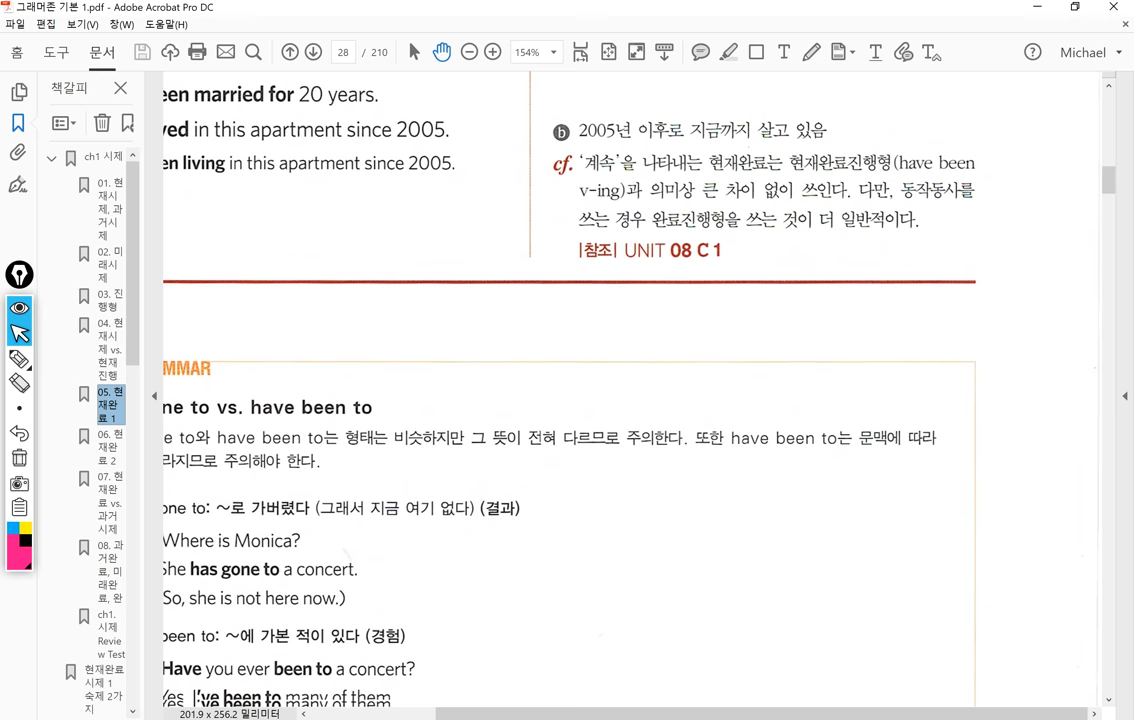 그래머존 기본 1.pdf - Adobe Acrobat Pro DC
파일 편집 보기(V) 창(W) 도움말(H)
홈 도구 문서 28 / 210 154% Michael
책갈피
ch1 시제
01. 현
재시
제, 과
거시
제
02. 미
래시
제
03. 진
행형
04. 현
재시
제 vs.
현재
진행
05. 현
재완
료 1
06. 현
재완
료 2
07. 현
재완
료 vs.
과거
시제
08. 과
거완
료, 미
래완
료, 완
ch1.
시제
Revie
w Test
현재완료
시제 1
숙제 2가
지
een married for 20 years.
ved in this apartment since 2005.
en living in this apartment since 2005.
b 2005년 이후로 지금까지 살고 있음
cf. ‘계속’을 나타내는 현재완료는 현재완료진행형(have been
v-ing)과 의미상 큰 차이 없이 쓰인다. 다만, 동작동사를
쓰는 경우 완료진행형을 쓰는 것이 더 일반적이다.
|참조| UNIT 08 C 1
MMAR
ne to vs. have been to
e to와 have been to는 형태는 비슷하지만 그 뜻이 전혀 다르므로 주의한다. 또한 have been to는 문맥에 따라
라지므로 주의해야 한다.
one to: ~로 가버렸다 (그래서 지금 여기 없다) (결과)
Where is Monica?
She has gone to a concert.
(So, she is not here now.)
been to: ~에 가본 적이 있다 (경험)
Have you ever been to a concert?
Yes, I've been to many of them
201.9 x 256.2 밀리미터